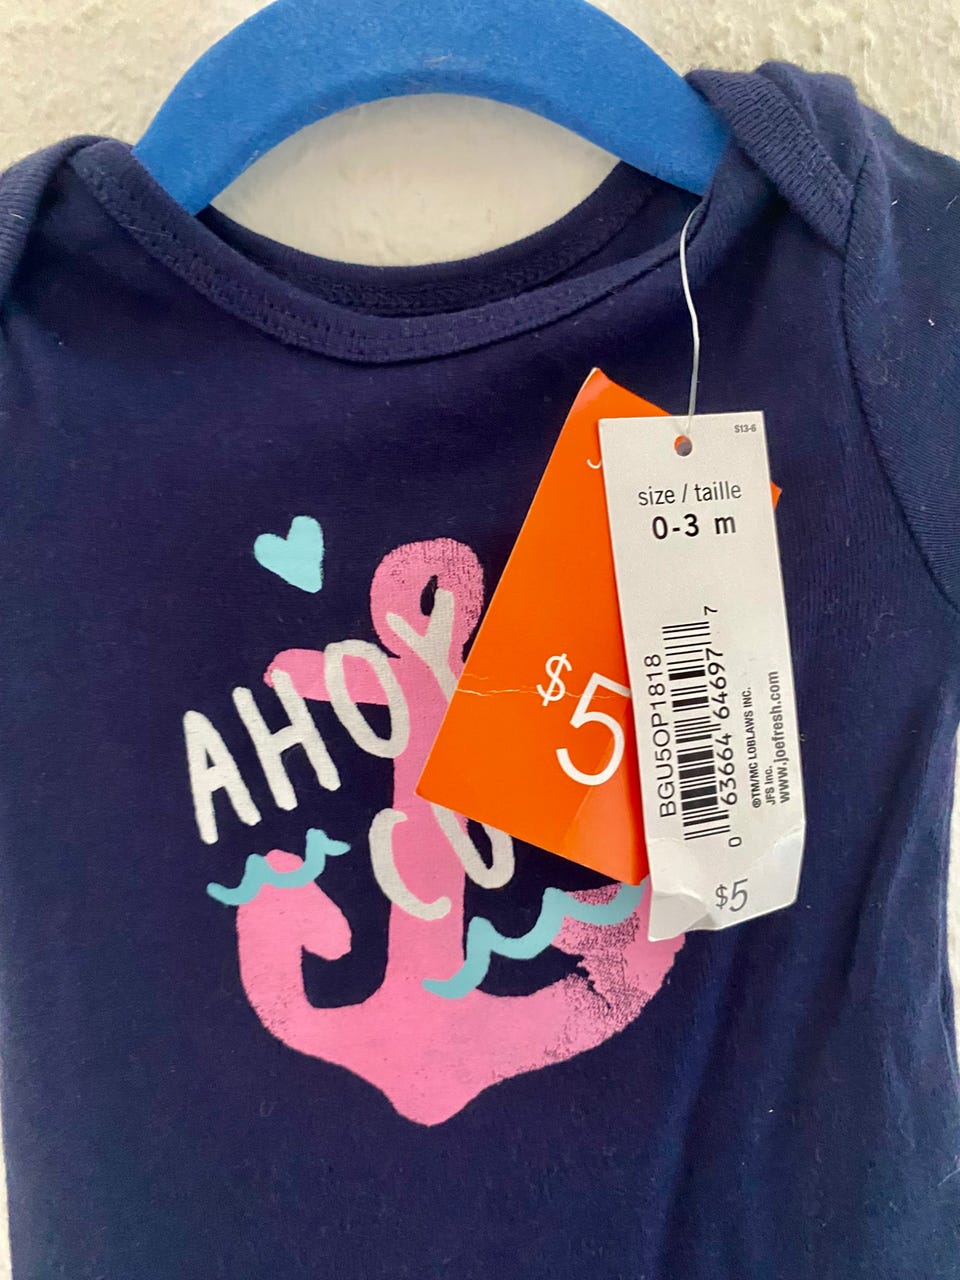 AHOY
$5
S13-6
size / taille
0-3 m
BGU5OP1818
0 63664 64697 7
®TM/MC LOBLAWS INC.
JFS Inc.
www.joefresh.com
$5